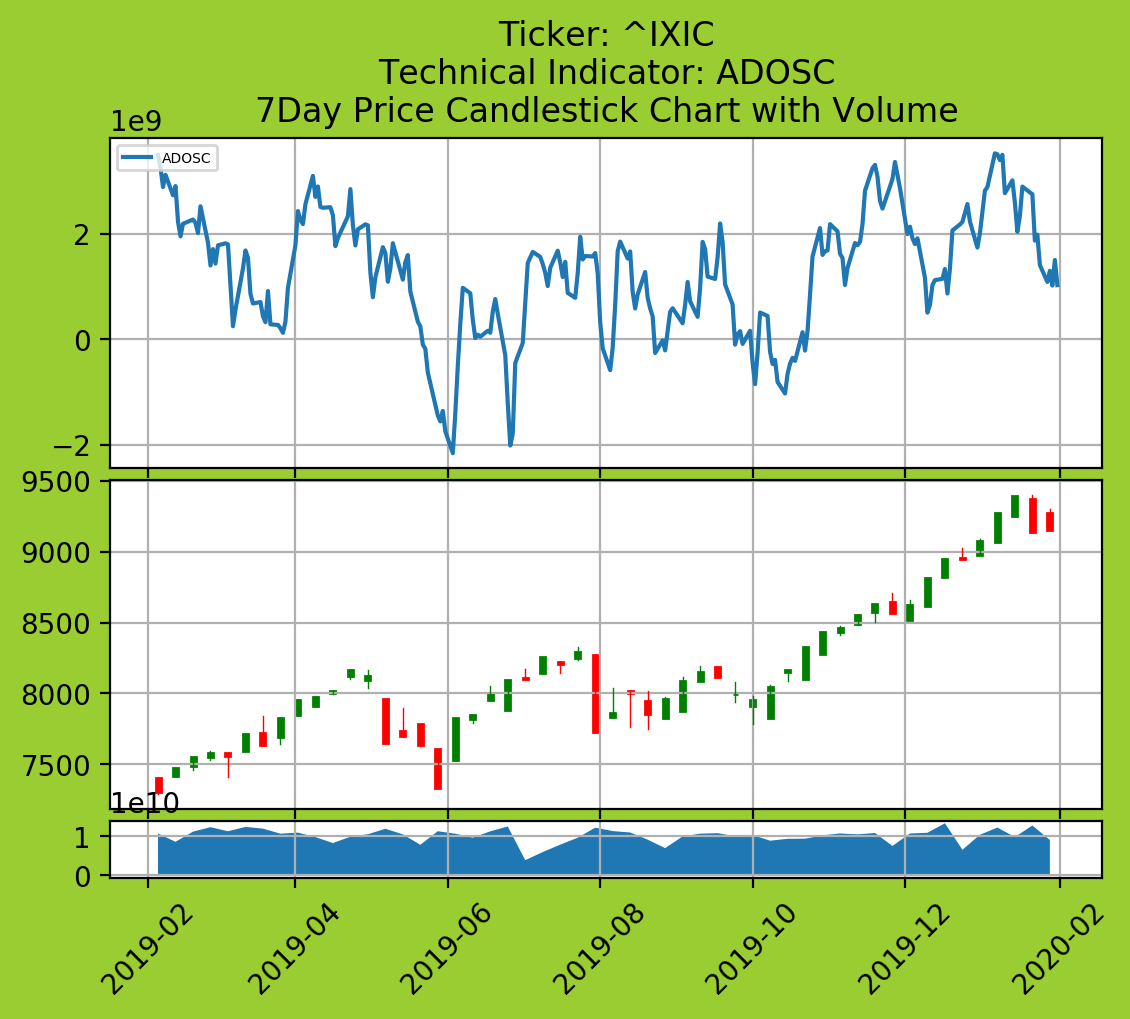 Ticker: ^IXIC
Technical Indicator: ADOSC
7Day Price Candlestick Chart with Volume
1e9
ADOSC
2
0
−2
9500
9000
8500
8000
7500
1e10
1
0
2019-02
2019-04
2019-06
2019-08
2019-10
2019-12
2020-02